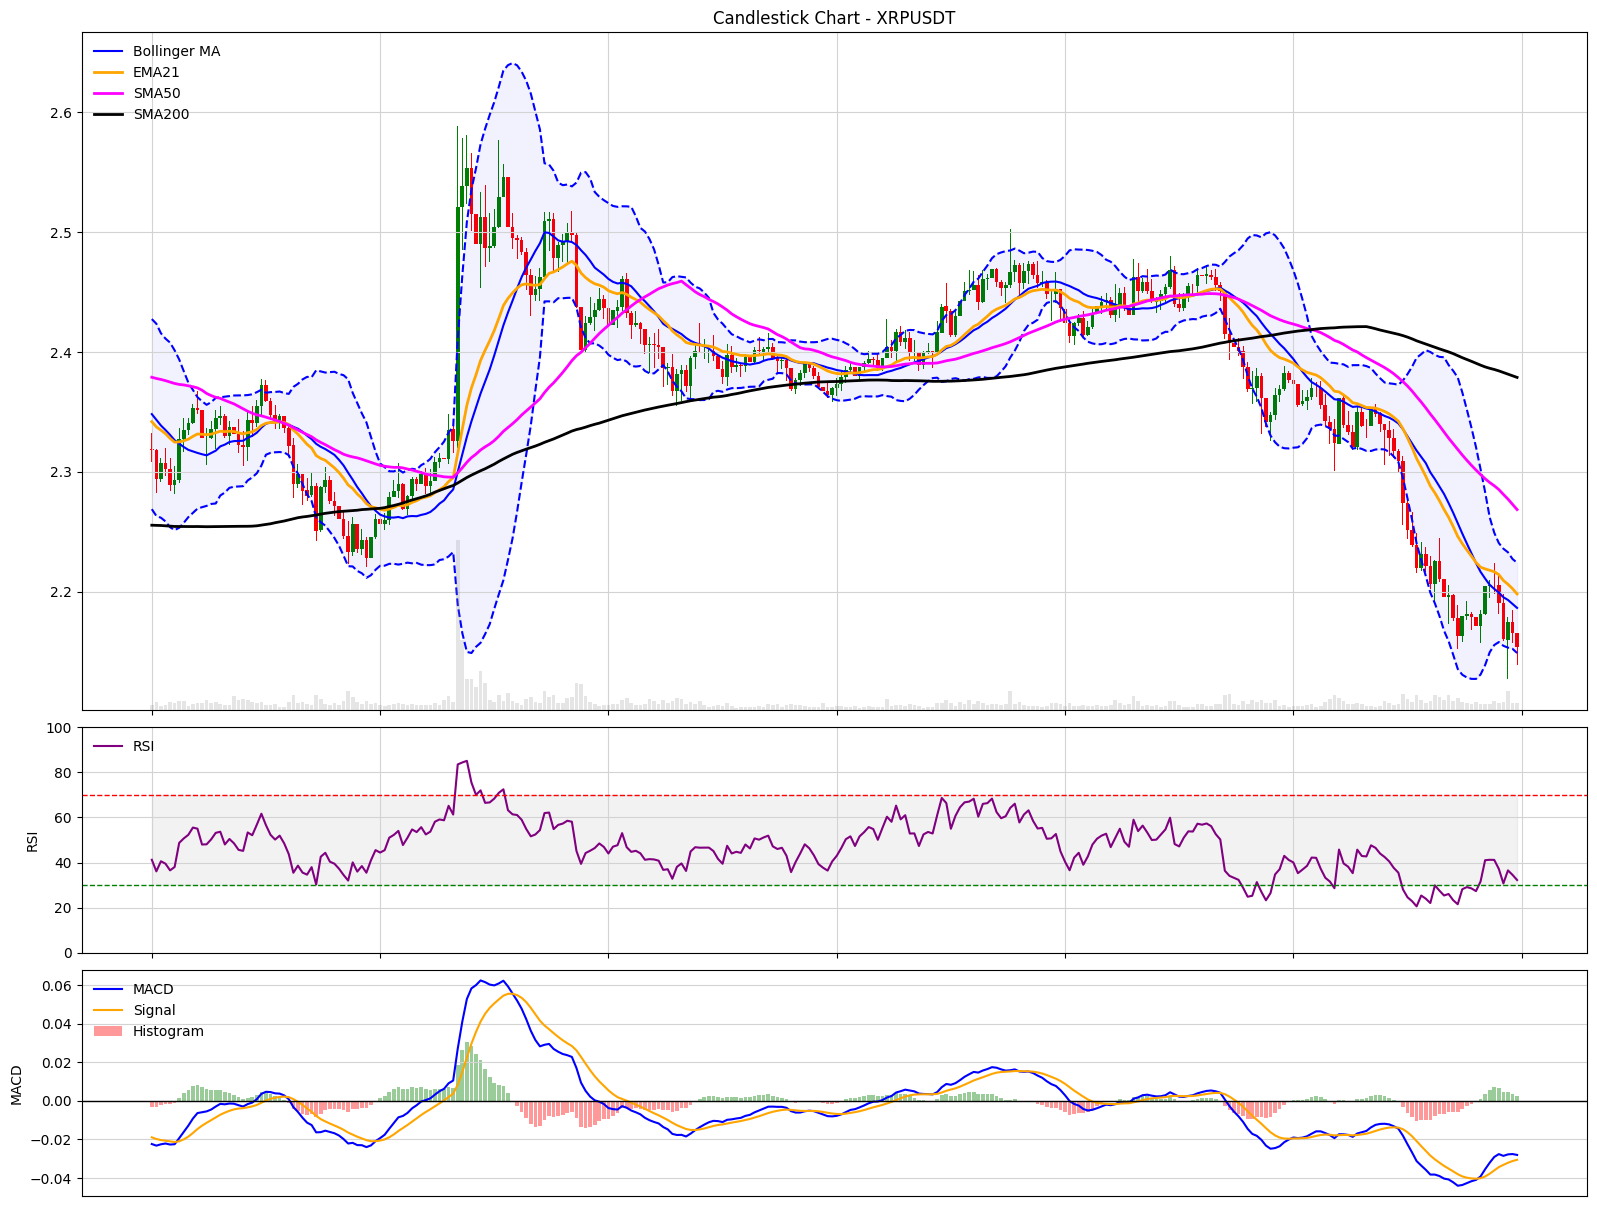 Candlestick Chart - XRPUSDT
Bollinger MA
EMA21
SMA50
SMA200
2.6
2.5
2.4
2.3
2.2
RSI
RSI
100
80
60
40
20
0
MACD
Signal
Histogram
MACD
0.06
0.04
0.02
0.00
−0.02
−0.04